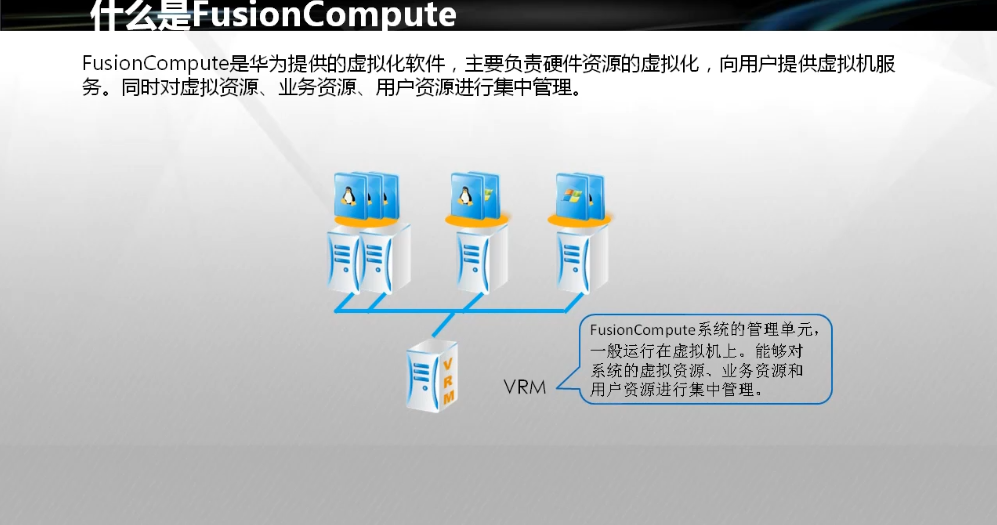 什么是FusionCompute
FusionCompute是华为提供的虚拟化软件，主要负责硬件资源的虚拟化，向用户提供虚拟机服
务。同时对虚拟资源、业务资源、用户资源进行集中管理。
FusionCompute系统的管理单元，
一般运行在虚拟机上。能够对
系统的虚拟资源、业务资源和
用户资源进行集中管理。
VRM
VRM